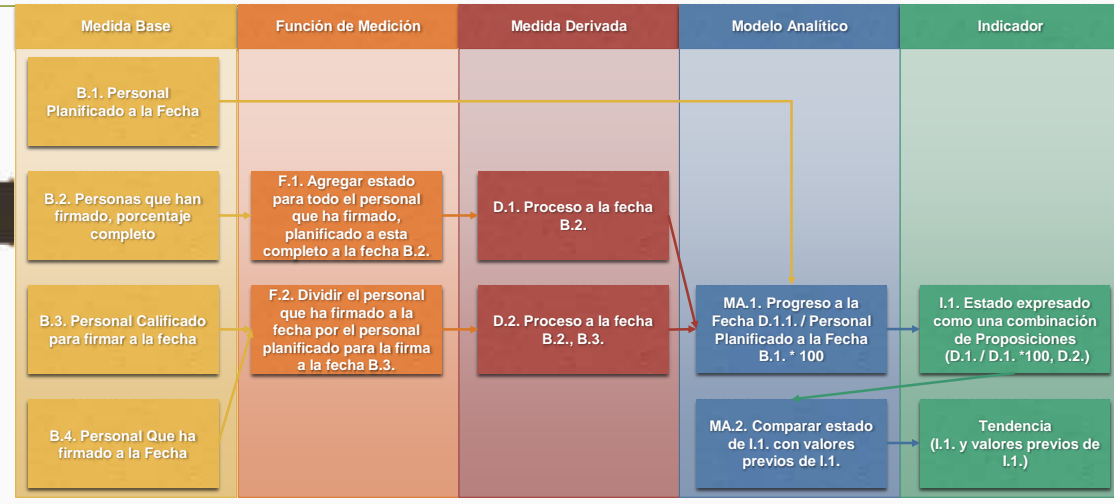 Medida Base
Función de Medición
Medida Derivada
Modelo Analítico
Indicador
B.1. Personal
Planificado a la Fecha
B.2. Personas que han
firmado, porcentaje
completo
F.1. Agregar estado
para todo el personal
que ha firmado,
planificado a esta
completo a la fecha B.2.
D.1. Proceso a la fecha
B.2.
B.3. Personal Calificado
para firmar a la fecha
F.2. Dividir el personal
que ha firmado a la
fecha por el personal
planificado para la firma
a la fecha B.3.
D.2. Proceso a la fecha
B.2., B.3.
MA.1. Progreso a la
Fecha D.1.1. / Personal
Planificado a la Fecha
B.1. * 100
I.1. Estado expresado
como una combinación
de Proposiciones
(D.1. / D.1. *100, D.2.)
B.4. Personal Que ha
firmado a la Fecha
MA.2. Comparar estado
de I.1. con valores
previos de I.1.
Tendencia
(I.1. y valores previos de
I.1.)